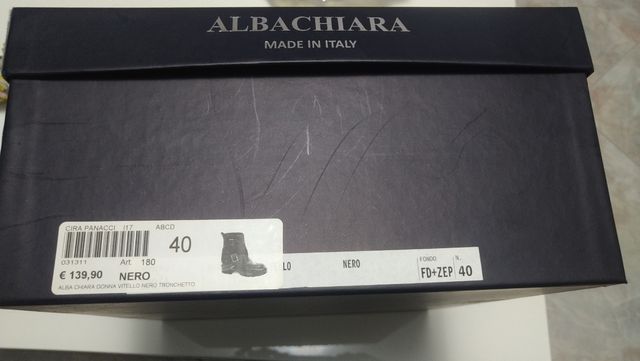 ALBACHIARA
MADE IN ITALY
CIRA PANACCI I17 ABCD
40
031311 Art 180
€ 139,90 NERO
ALBA CHIARA DONNA VITELLO NERO TRONCHETTO
LO NERO
FONDO N.
FD+ZEP 40